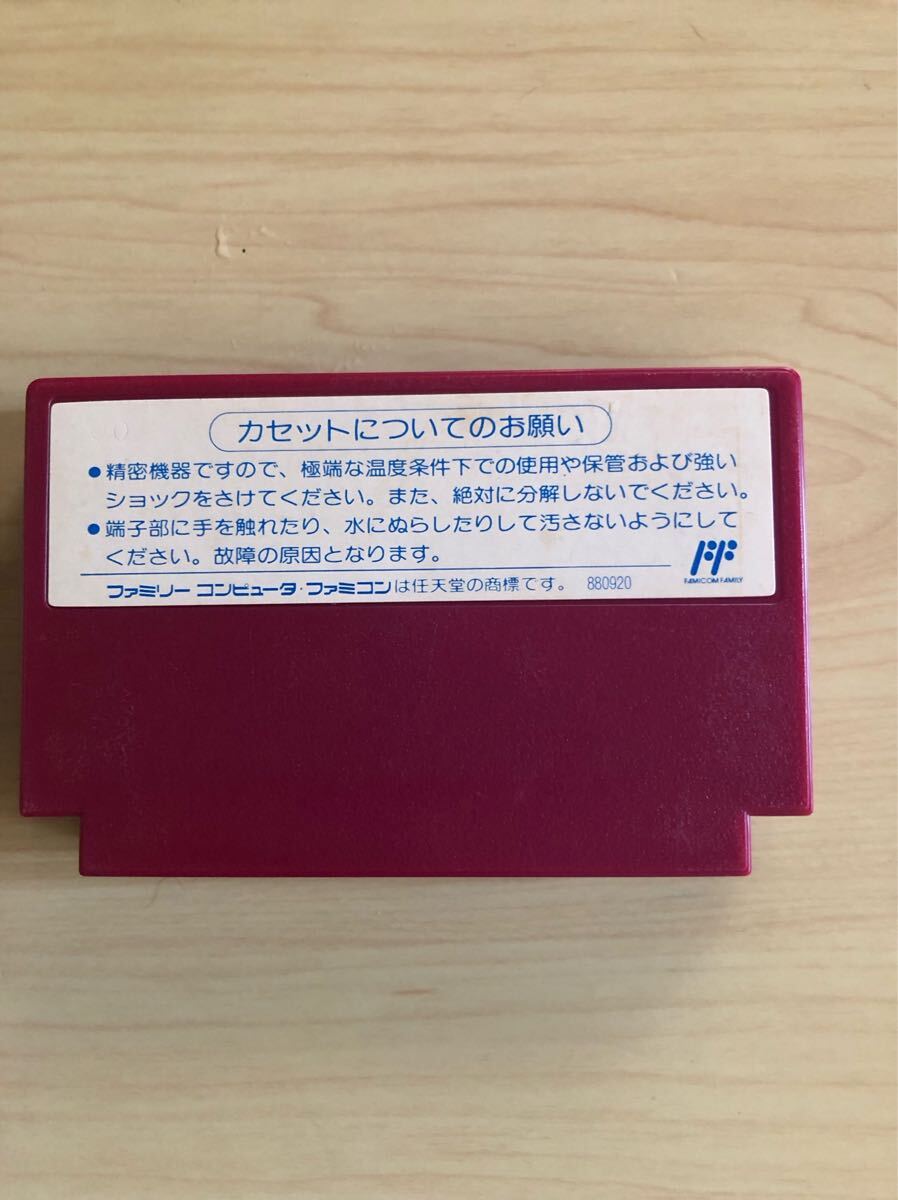 カセットについてのお願い
●精密機器ですので、極端な温度条件下での使用や保管および強い
ショックをさけてください。また、絶対に分解しないでください。
●端子部に手を触れたり、水にぬらしたりして汚さないようにして
ください。故障の原因となります。
FAMICOM FAMILY
ファミリー コンピュータ・ファミコンは任天堂の商標です。 880920